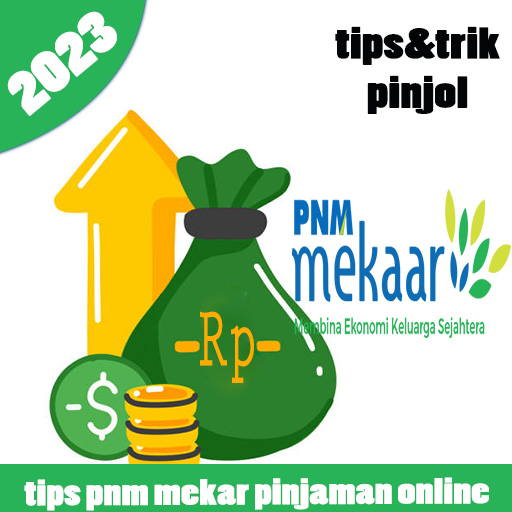 2023
tips&trik
pinjol
PNM
mekaar
Membina Ekonomi Keluarga Sejahtera
-Rp-
-$
tips pnm mekar pinjaman online